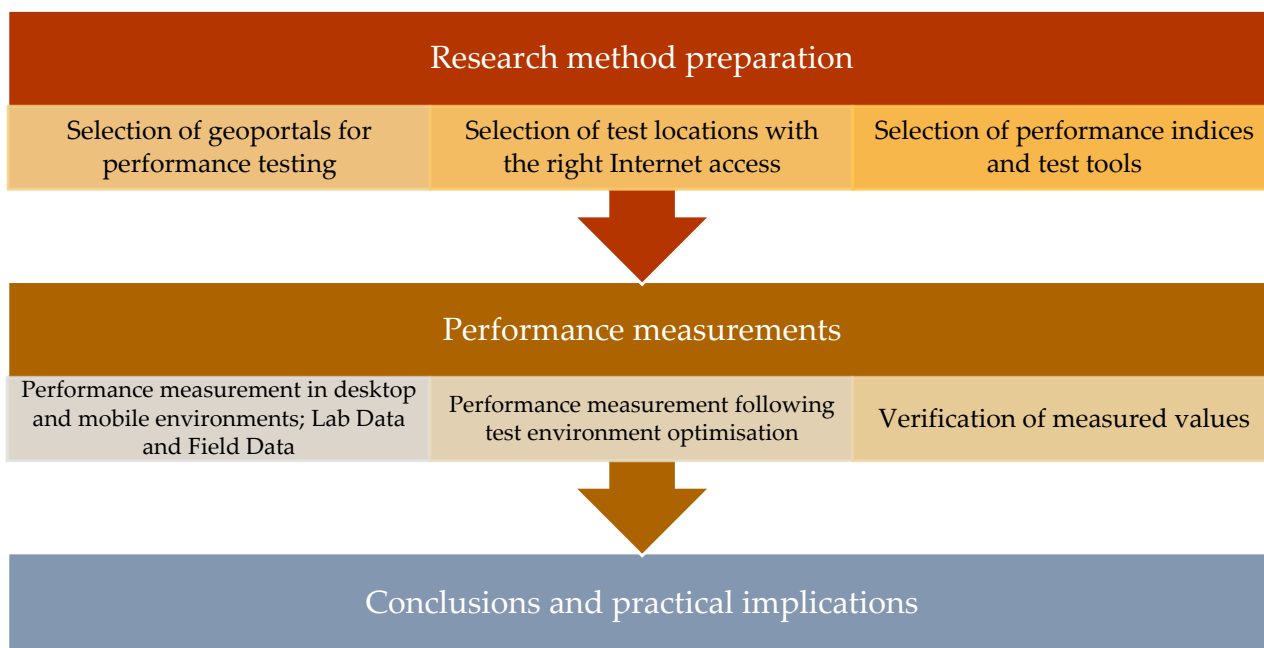 Research method preparation
Selection of geoportals for
performance testing
Selection of test locations with
the right Internet access
Selection of performance indices
and test tools
Performance measurements
Performance measurement in desktop
and mobile environments; Lab Data
and Field Data
Performance measurement following
test environment optimisation
Verification of measured values
Conclusions and practical implications